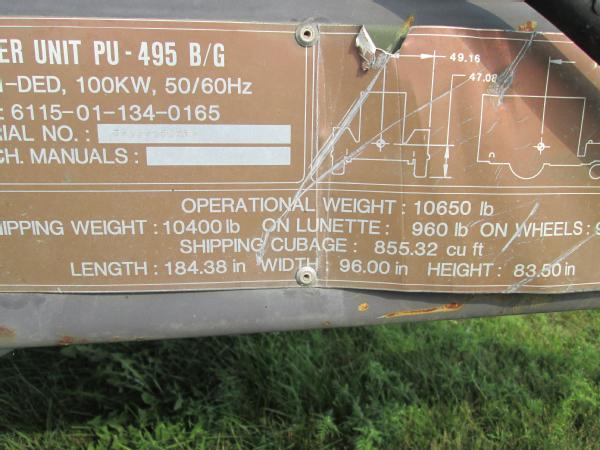 ER UNIT PU - 495 B/G
-DED, 100KW, 50/60Hz
: 6115-01-134-0165
RIAL NO. :
CH. MANUALS :
49.16
47.08
OPERATIONAL WEIGHT : 10650 lb
HIPPING WEIGHT : 10400 lb ON LUNETTE : 960 lb ON WHEELS : 9
SHIPPING CUBAGE : 855.32 cu ft
LENGTH : 184.38 in WIDTH : 96.00 in HEIGHT : 83.50 in